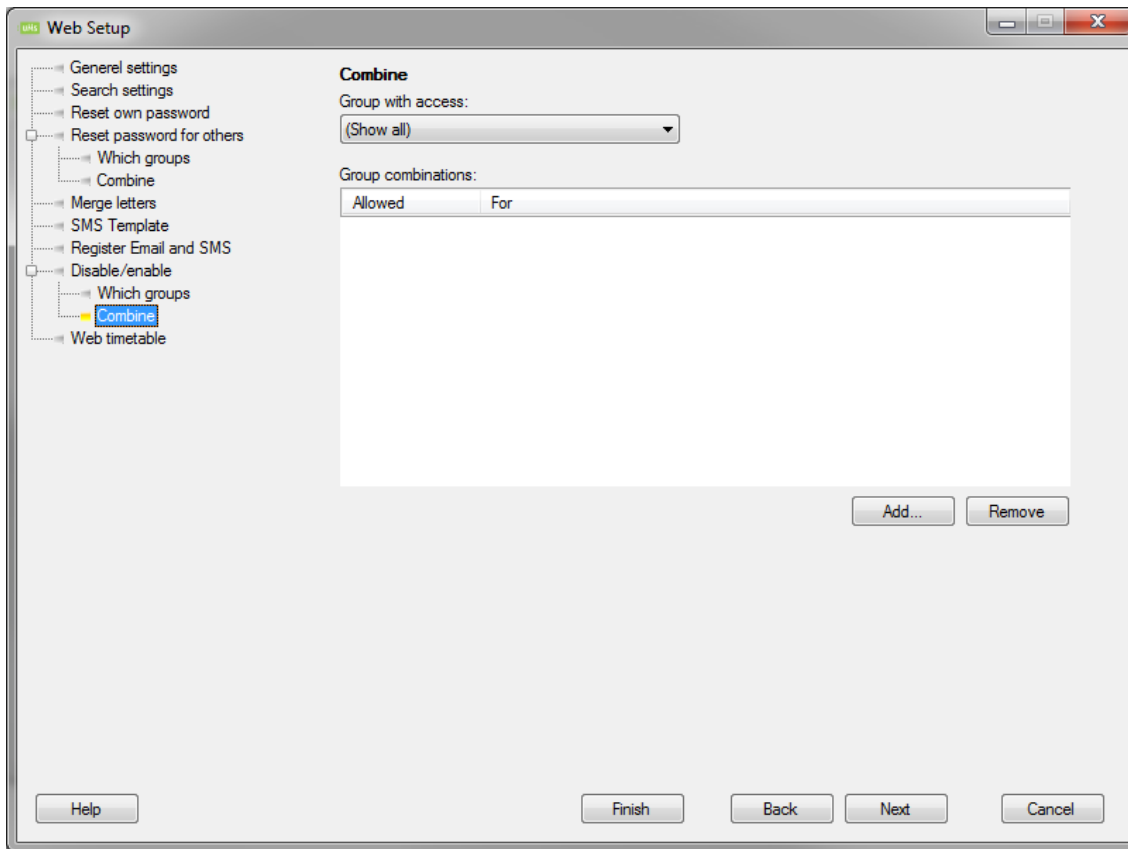 UMS Web Setup
Generel settings
Search settings
Reset own password
Reset password for others
Which groups
Combine
Merge letters
SMS Template
Register Email and SMS
Disable/enable
Which groups
Combine
Web timetable
Combine
Group with access:
(Show all)
Group combinations:
Allowed For
Add... Remove
Help Finish Back Next Cancel